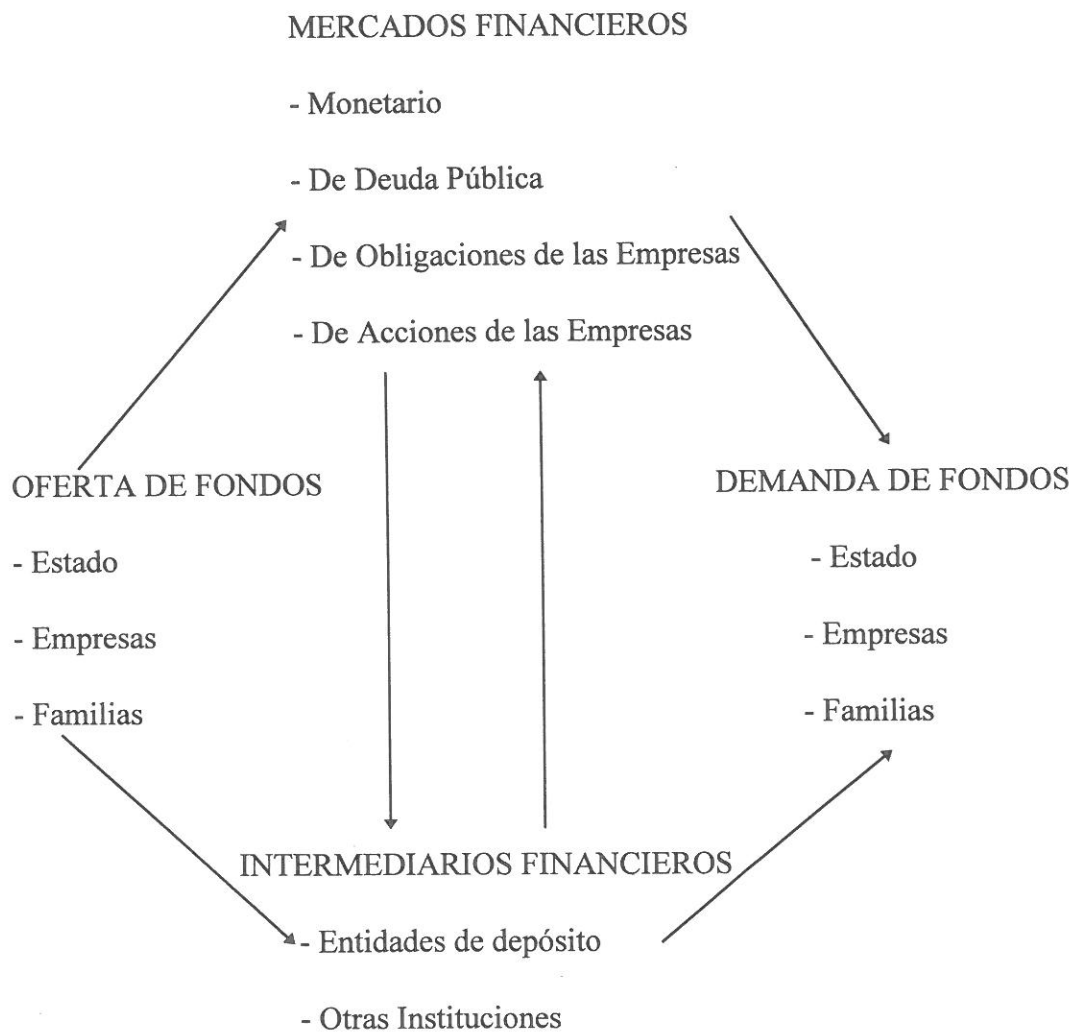 MERCADOS FINANCIEROS
- Monetario
- De Deuda Pública
- De Obligaciones de las Empresas
- De Acciones de las Empresas
OFERTA DE FONDOS
- Estado
- Empresas
- Familias
DEMANDA DE FONDOS
- Estado
- Empresas
- Familias
INTERMEDIARIOS FINANCIEROS
- Entidades de depósito
- Otras Instituciones